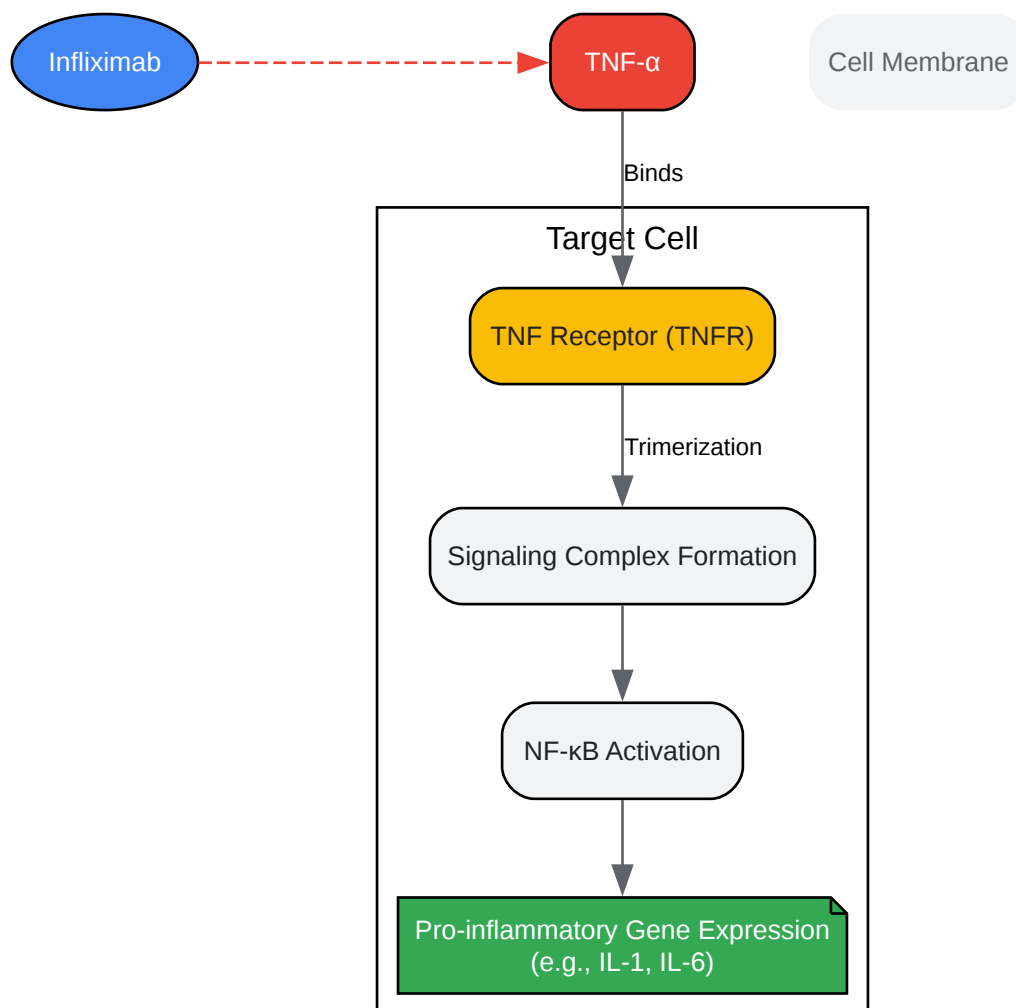 Infliximab
TNF-α
Cell Membrane
Binds
Target Cell
TNF Receptor (TNFR)
Trimerization
Signaling Complex Formation
NF-κB Activation
Pro-inflammatory Gene Expression
(e.g., IL-1, IL-6)